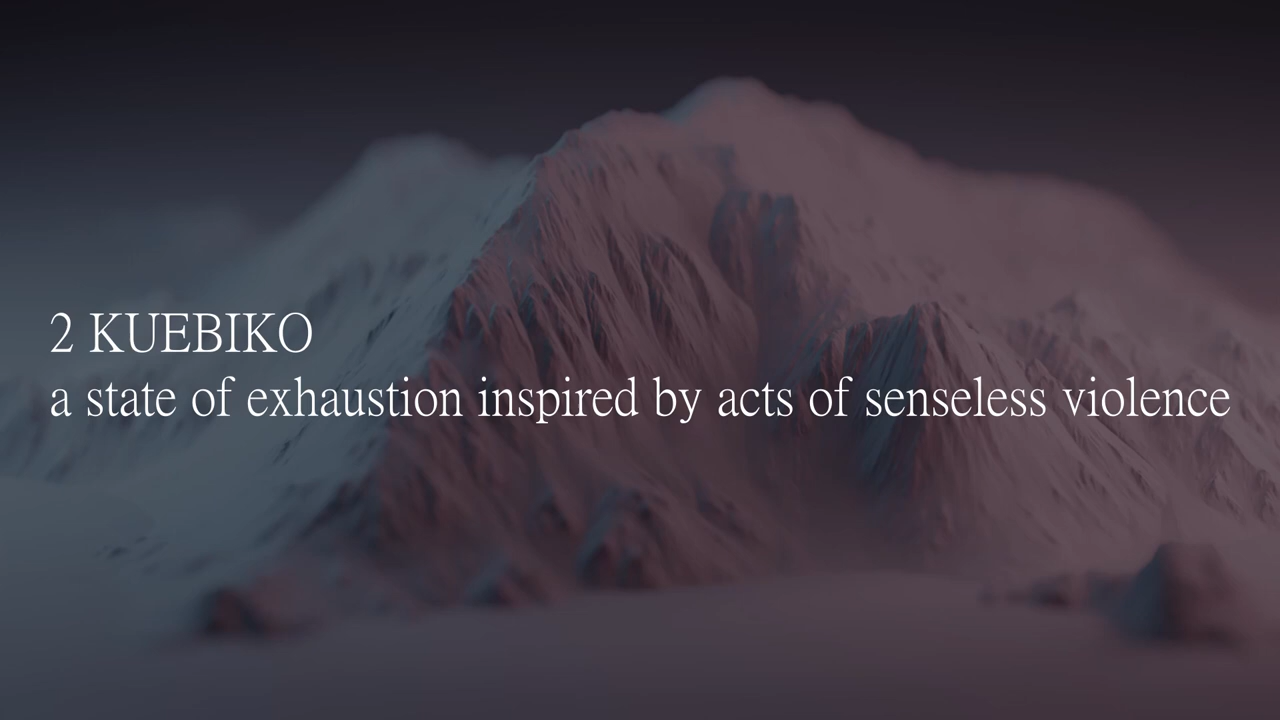 2 KUEBIKO
a state of exhaustion inspired by acts of senseless violence